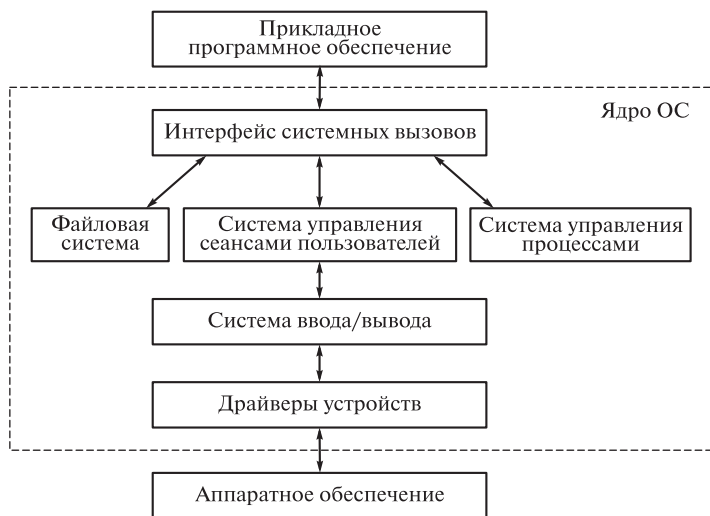 Прикладное
программное обеспечение
Ядро ОС
Интерфейс системных вызовов
Файловая
система
Система управления
сеансами пользователей
Система управления
процессами
Система ввода/вывода
Драйверы устройств
Аппаратное обеспечение